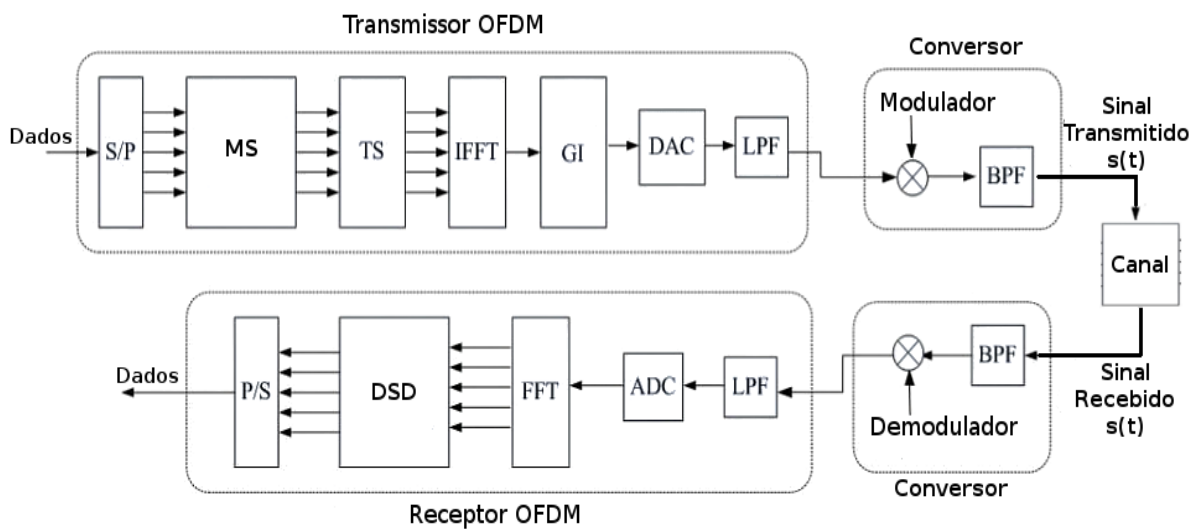 Transmissor OFDM
Conversor
Dados
S/P
MS
TS
IFFT
GI
DAC
LPF
Modulador
BPF
Sinal
Transmitido
s(t)
Canal
Dados
P/S
DSD
FFT
ADC
LPF
BPF
Demodulador
Sinal
Recebido
s(t)
Conversor
Receptor OFDM